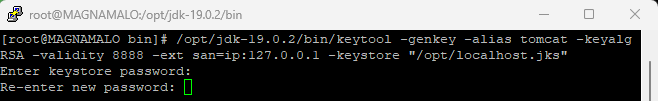 root@MAGNAMALO:/opt/jdk-19.0.2/bin
[root@MAGNAMALO bin]# /opt/jdk-19.0.2/bin/keytool -genkey -alias tomcat -keyalg
RSA -validity 8888 -ext san=ip:127.0.0.1 -keystore "/opt/localhost.jks"
Enter keystore password:
Re-enter new password: